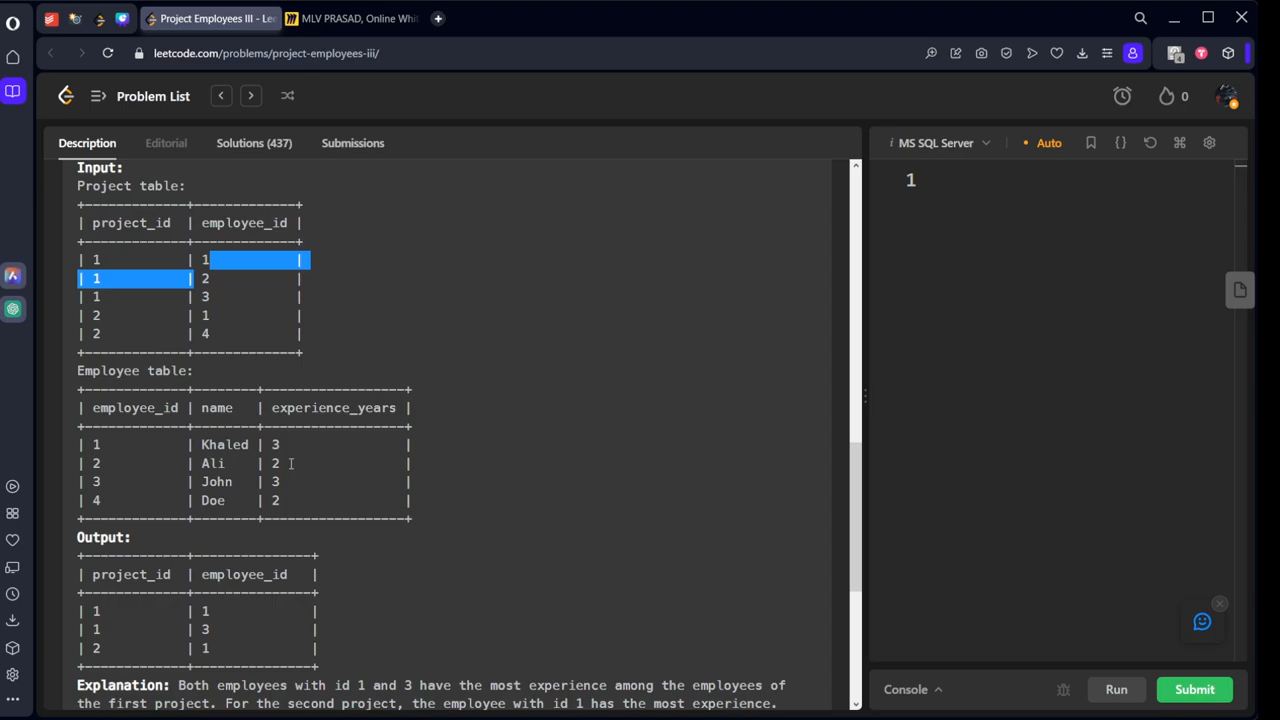 Project Employees III - Lee
MLV PRASAD, Online Whi
leetcode.com/problems/project-employees-iii/
4
Problem List
0
Description
Editorial
Solutions (437)
Submissions
i MS SQL Server
Auto
1
Input:
Project table:
+-------------+-------------+
| project_id | employee_id |
+-------------+-------------+
| 1 | 1 |
| 1 | 2 |
| 1 | 3 |
| 2 | 1 |
| 2 | 4 |
+-------------+-------------+
Employee table:
+-------------+--------+------------------+
| employee_id | name | experience_years |
+-------------+--------+------------------+
| 1 | Khaled | 3 |
| 2 | Ali | 2 |
| 3 | John | 3 |
| 4 | Doe | 2 |
+-------------+--------+------------------+
Output:
+-------------+---------------+
| project_id | employee_id |
+-------------+---------------+
| 1 | 1 |
| 1 | 3 |
| 2 | 1 |
+-------------+---------------+
Explanation: Both employees with id 1 and 3 have the most experience among the employees of
the first project. For the second project, the employee with id 1 has the most experience.
Console
Run
Submit